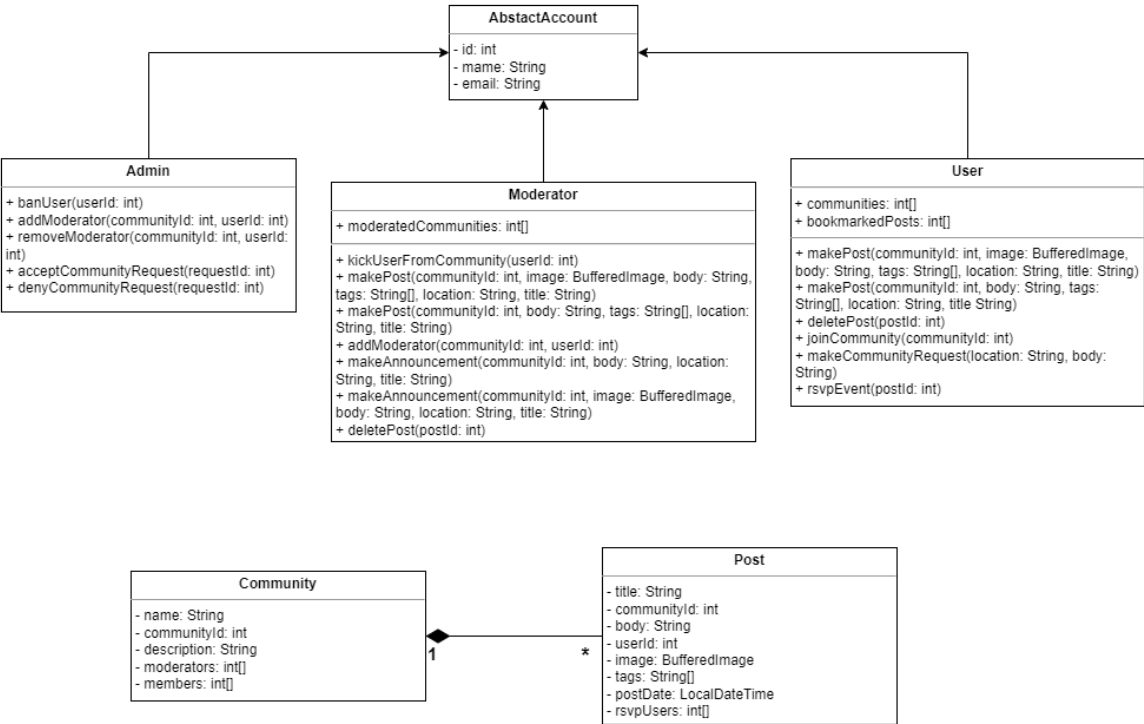 AbstactAccount
- id: int
- mame: String
- email: String
Admin
+ banUser(userId: int)
+ addModerator(communityId: int, userId: int)
+ removeModerator(communityId: int, userId:
int)
+ acceptCommunityRequest(requestId: int)
+ denyCommunityRequest(requestId: int)
Moderator
+ moderatedCommunities: int[]
+ kickUserFromCommunity(userId: int)
+ makePost(communityId: int, image: BufferedImage, body: String,
tags: String[], location: String, title: String)
+ makePost(communityId: int, body: String, tags: String[], location:
String, title: String)
+ addModerator(communityId: int, userId: int)
+ makeAnnouncement(communityId: int, body: String, location:
String, title: String)
+ makeAnnouncement(communityId: int, image: BufferedImage,
body: String, location: String, title: String)
+ deletePost(postId: int)
User
+ communities: int[]
+ bookmarkedPosts: int[]
+ makePost(communityId: int, image: BufferedImage,
body: String, tags: String[], location: String, title: String)
+ makePost(communityId: int, body: String, tags:
String[], location: String, title String)
+ deletePost(postId: int)
+ joinCommunity(communityId: int)
+ makeCommunityRequest(location: String, body:
String)
+ rsvpEvent(postId: int)
Community
- name: String
- communityId: int
- description: String
- moderators: int[]
- members: int[]
1
*
Post
- title: String
- communityId: int
- body: String
- userId: int
- image: BufferedImage
- tags: String[]
- postDate: LocalDateTime
- rsvpUsers: int[]